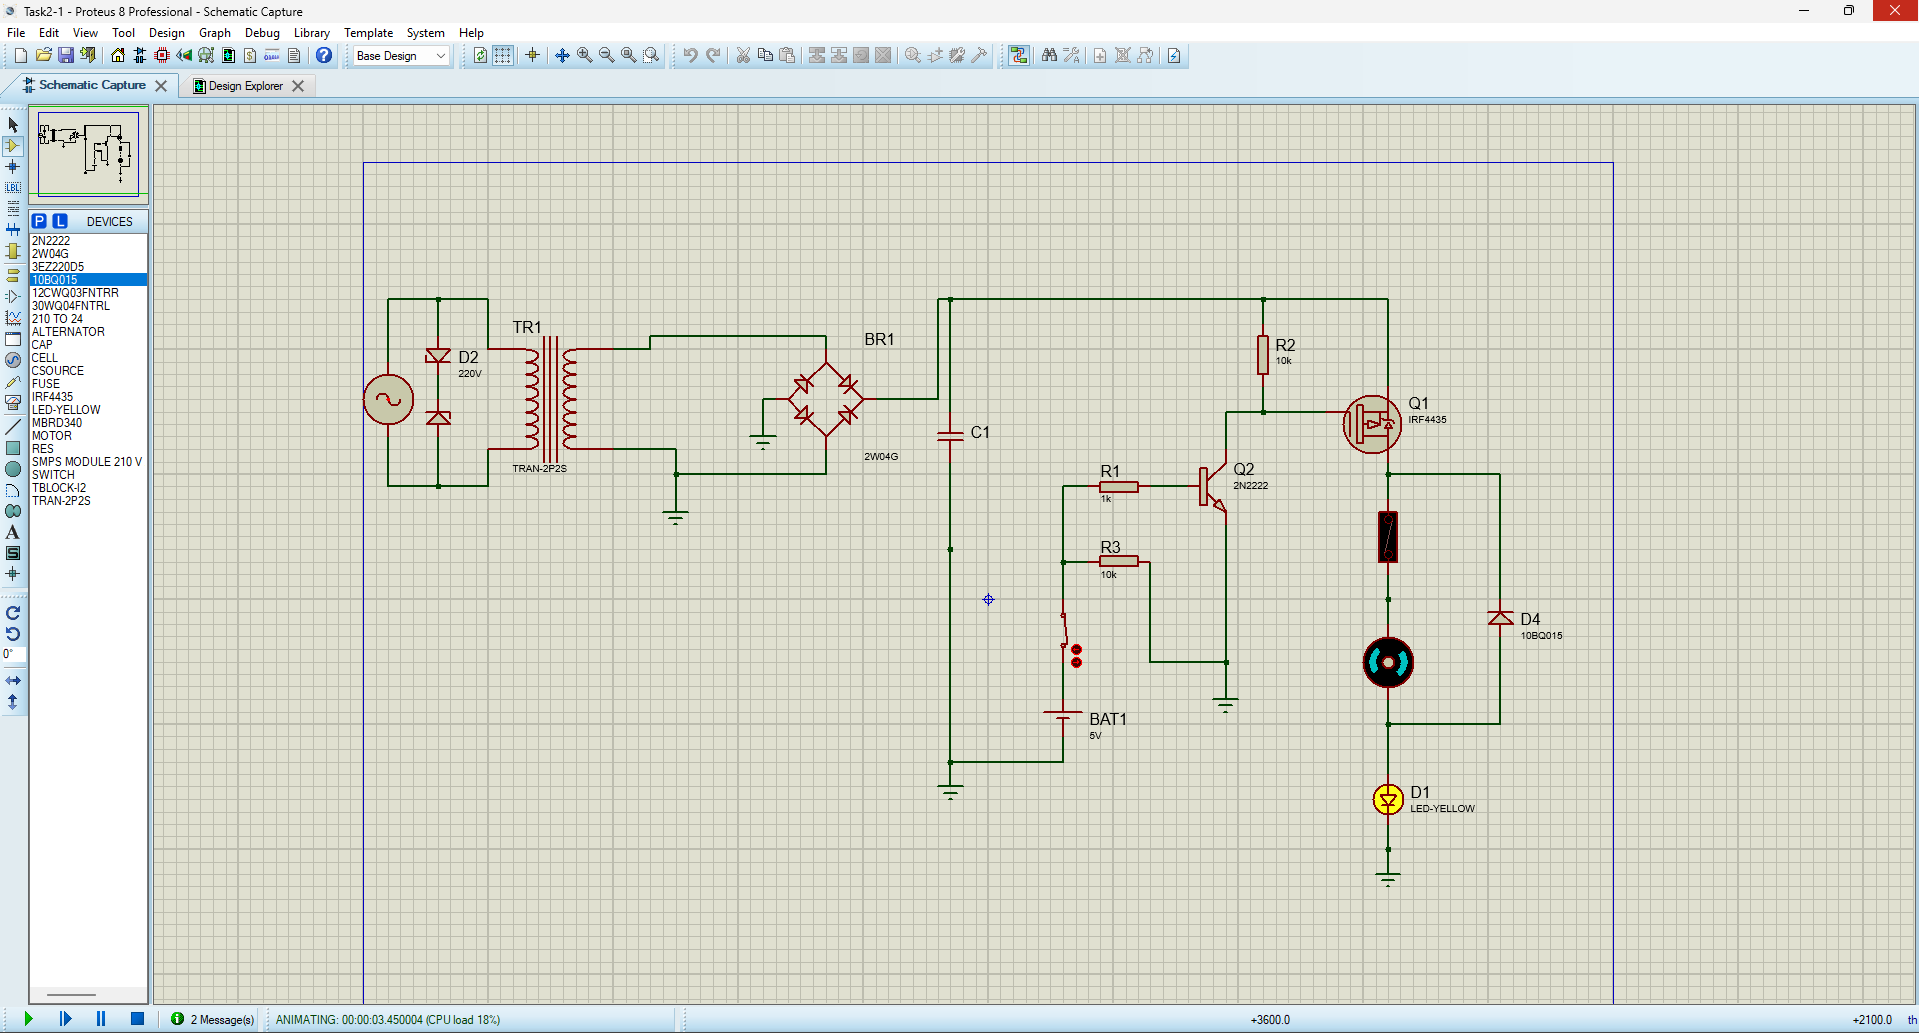 Task2-1 - Proteus 8 Professional - Schematic Capture
File Edit View Tool Design Graph Debug Library Template System Help
Base Design
Schematic Capture
Design Explorer
LBL
P L DEVICES
2N2222
2W04G
3EZ220D5
10BQ015
12CWQ03FNTRR
30WQ04FNTRL
210 TO 24
ALTERNATOR
CAP
CELL
CSOURCE
FUSE
IRF4435
LED-YELLOW
MBRD340
MOTOR
RES
SMPS MODULE 210 V
SWITCH
TBLOCK-I2
TRAN-2P2S
A
S
0°
D2
220V
TR1
TRAN-2P2S
BR1
2W04G
C1
R2
10k
Q1
IRF4435
R1
1k
Q2
2N2222
R3
10k
BAT1
5V
D4
10BQ015
D1
LED-YELLOW
2 Message(s)
ANIMATING: 00:00:03.450004 (CPU load 18%)
+3600.0
+2100.0 th